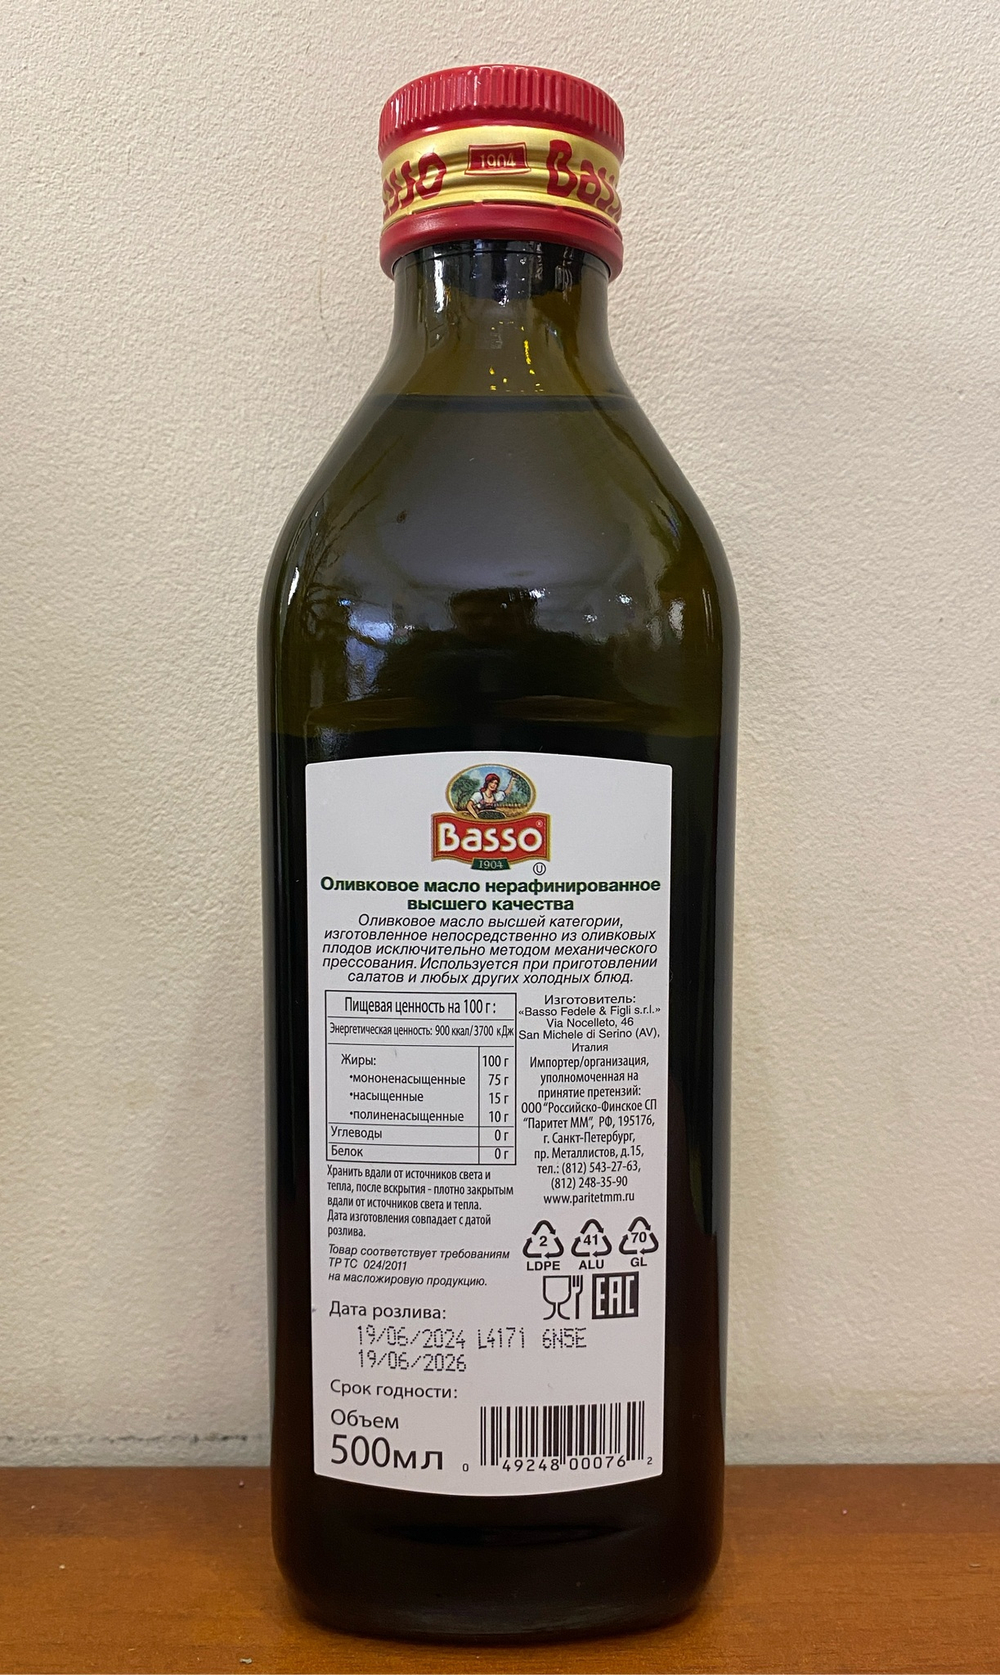 Basso
1904
Basso
Basso
1904
Оливковое масло нерафинированное
высшего качества
Оливковое масло высшей категории,
изготовленное непосредственно из оливковых
плодов исключительно методом механического
прессования. Используется при приготовлении
салатов и любых других холодных блюд.
Пищевая ценность на 100 г:
Энергетическая ценность: 900 ккал/3700 кДж
Жиры: 100 г
•мононенасыщенные 75 г
•насыщенные 15 г
•полиненасыщенные 10 г
Углеводы 0 г
Белок 0 г
Хранить вдали от источников света и
тепла, после вскрытия - плотно закрытым
вдали от источников света и тепла.
Дата изготовления совпадает с датой
розлива.
Товар соответствует требованиям
ТР ТС 024/2011
на масложировую продукцию.
Изготовитель:
«Basso Fedele & Figli s.r.l.»
Via Nocelleto, 46
San Michele di Serino (AV),
Италия
Импортер/организация,
уполномоченная на
принятие претензий:
ООО "Российско-Финское СП
"Паритет ММ", РФ, 195176,
г. Санкт-Петербург,
пр. Металлистов, д.15,
тел.: (812) 543-27-63,
(812) 248-35-90
www.paritetmm.ru
2 41 70
LDPE ALU GL
EAC
Дата розлива:
19/06/2024 L4171 6N5E
19/06/2026
Срок годности:
Объем
500мл
0 49248 00076 2